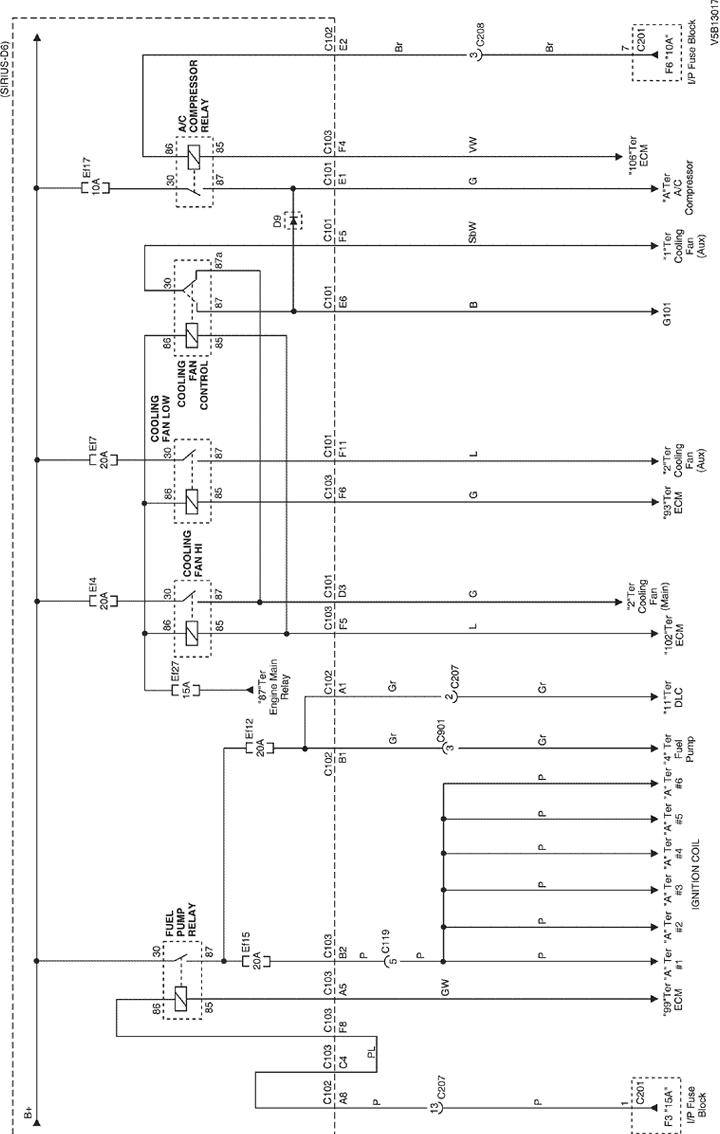 (SIRIUS-D6)
B+
F3 "15A"
I/P Fuse
Block
C201
1
P
13 C207
P
C102
A8
C103
C4
PL
C103
F8
FUEL
PUMP
RELAY
86
85
30
87
C103
A5
GW
"99"Ter
ECM
Ef15
20A
C103
B2
P
5
C119
P
P
P
P
P
P
P
"A" Ter
#1
"A" Ter
#2
"A" Ter
#3
"A" Ter
#4
"A" Ter
#5
"A" Ter
#6
IGNITION COIL
Ef12
20A
C102
B1
Gr
3
C901
Gr
"4" Ter
Fuel
Pump
C102
A1
Gr
2
C207
Gr
"11"Ter
DLC
Ef27
15A
"87"Ter
Engine Main
Relay
COOLING
FAN HI
86
85
30
87
Ef4
20A
C103
F5
L
"102"Ter
ECM
C101
D3
G
"2"Ter
Cooling
Fan
(Main)
COOLING
FAN LOW
86
85
30
87
Ef7
20A
C103
F6
G
"93"Ter
ECM
C101
F11
L
"2"Ter
Cooling
Fan
(Aux)
COOLING
FAN
CONTROL
86
85
30
87
87a
C101
E6
B
G101
C101
F5
SbW
"1"Ter
Cooling
Fan
(Aux)
D9
Ef17
10A
A/C
COMPRESSOR
RELAY
30
87
86
85
C101
E1
G
"A"Ter
A/C
Compressor
C103
F4
VW
"106"Ter
ECM
C102
E2
Br
3
C208
Br
7
C201
F6 "10A"
I/P Fuse Block
V5B13017